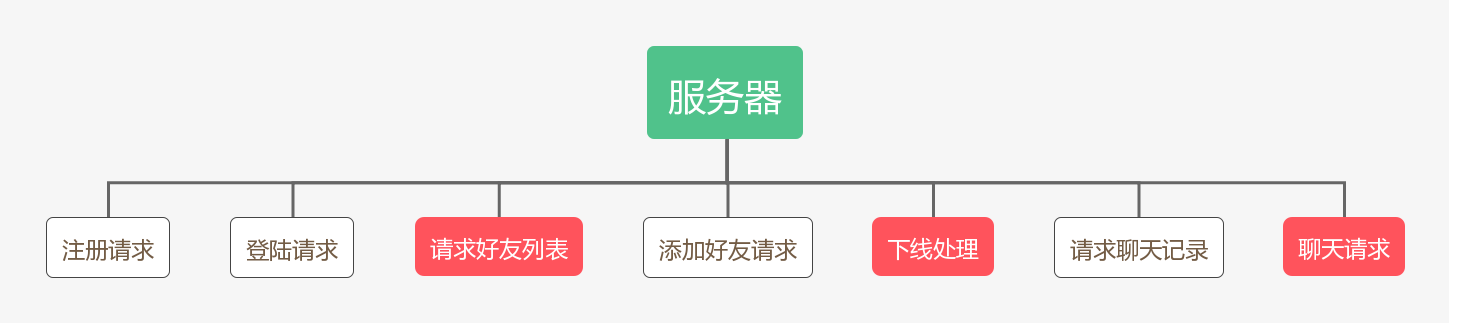 服务器
注册请求
登陆请求
请求好友列表
添加好友请求
下线处理
请求聊天记录
聊天请求